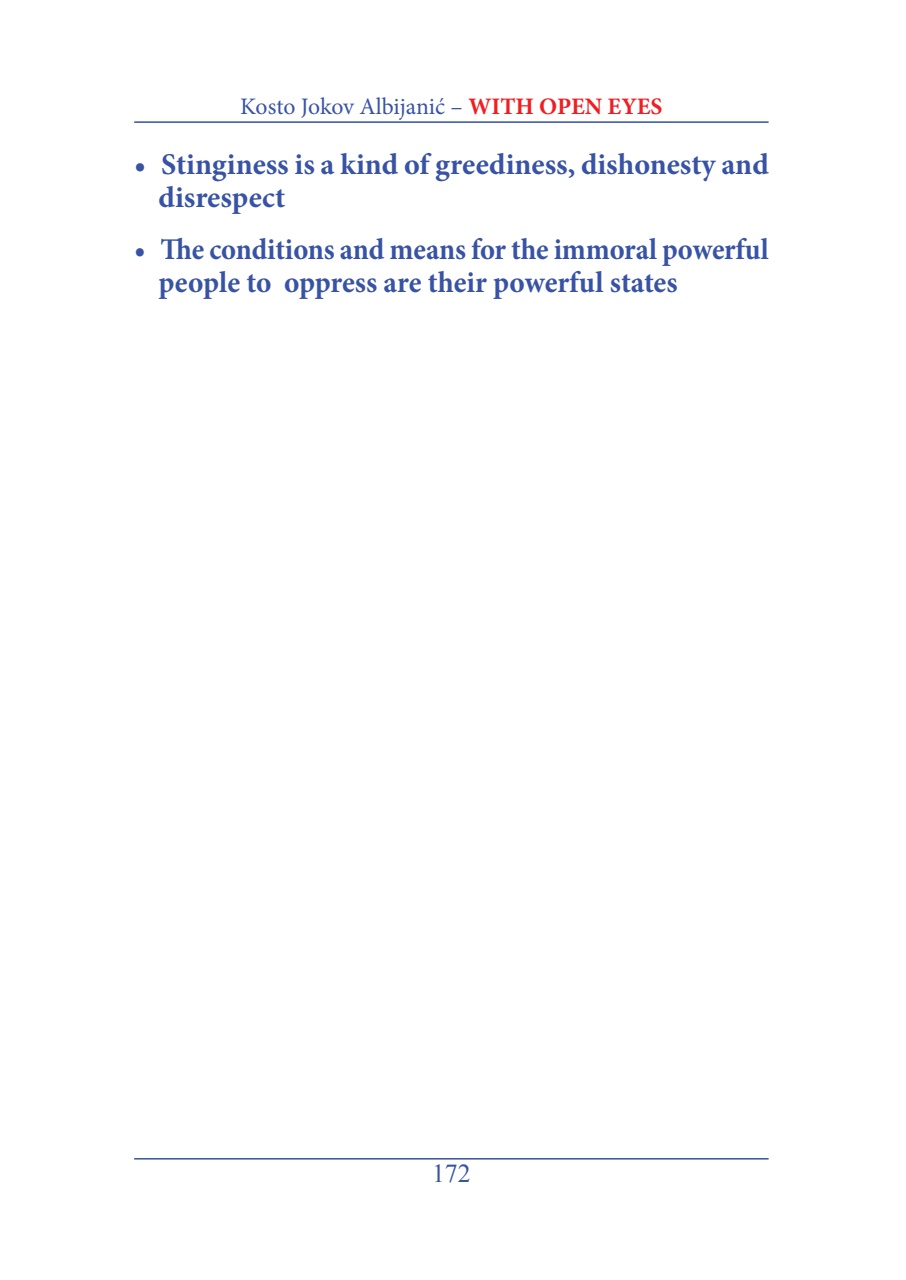 Kosto Jokov Albijanić – WITH OPEN EYES
• Stinginess is a kind of greediness, dishonesty and
disrespect
• The conditions and means for the immoral powerful
people to  oppress are their powerful states
172